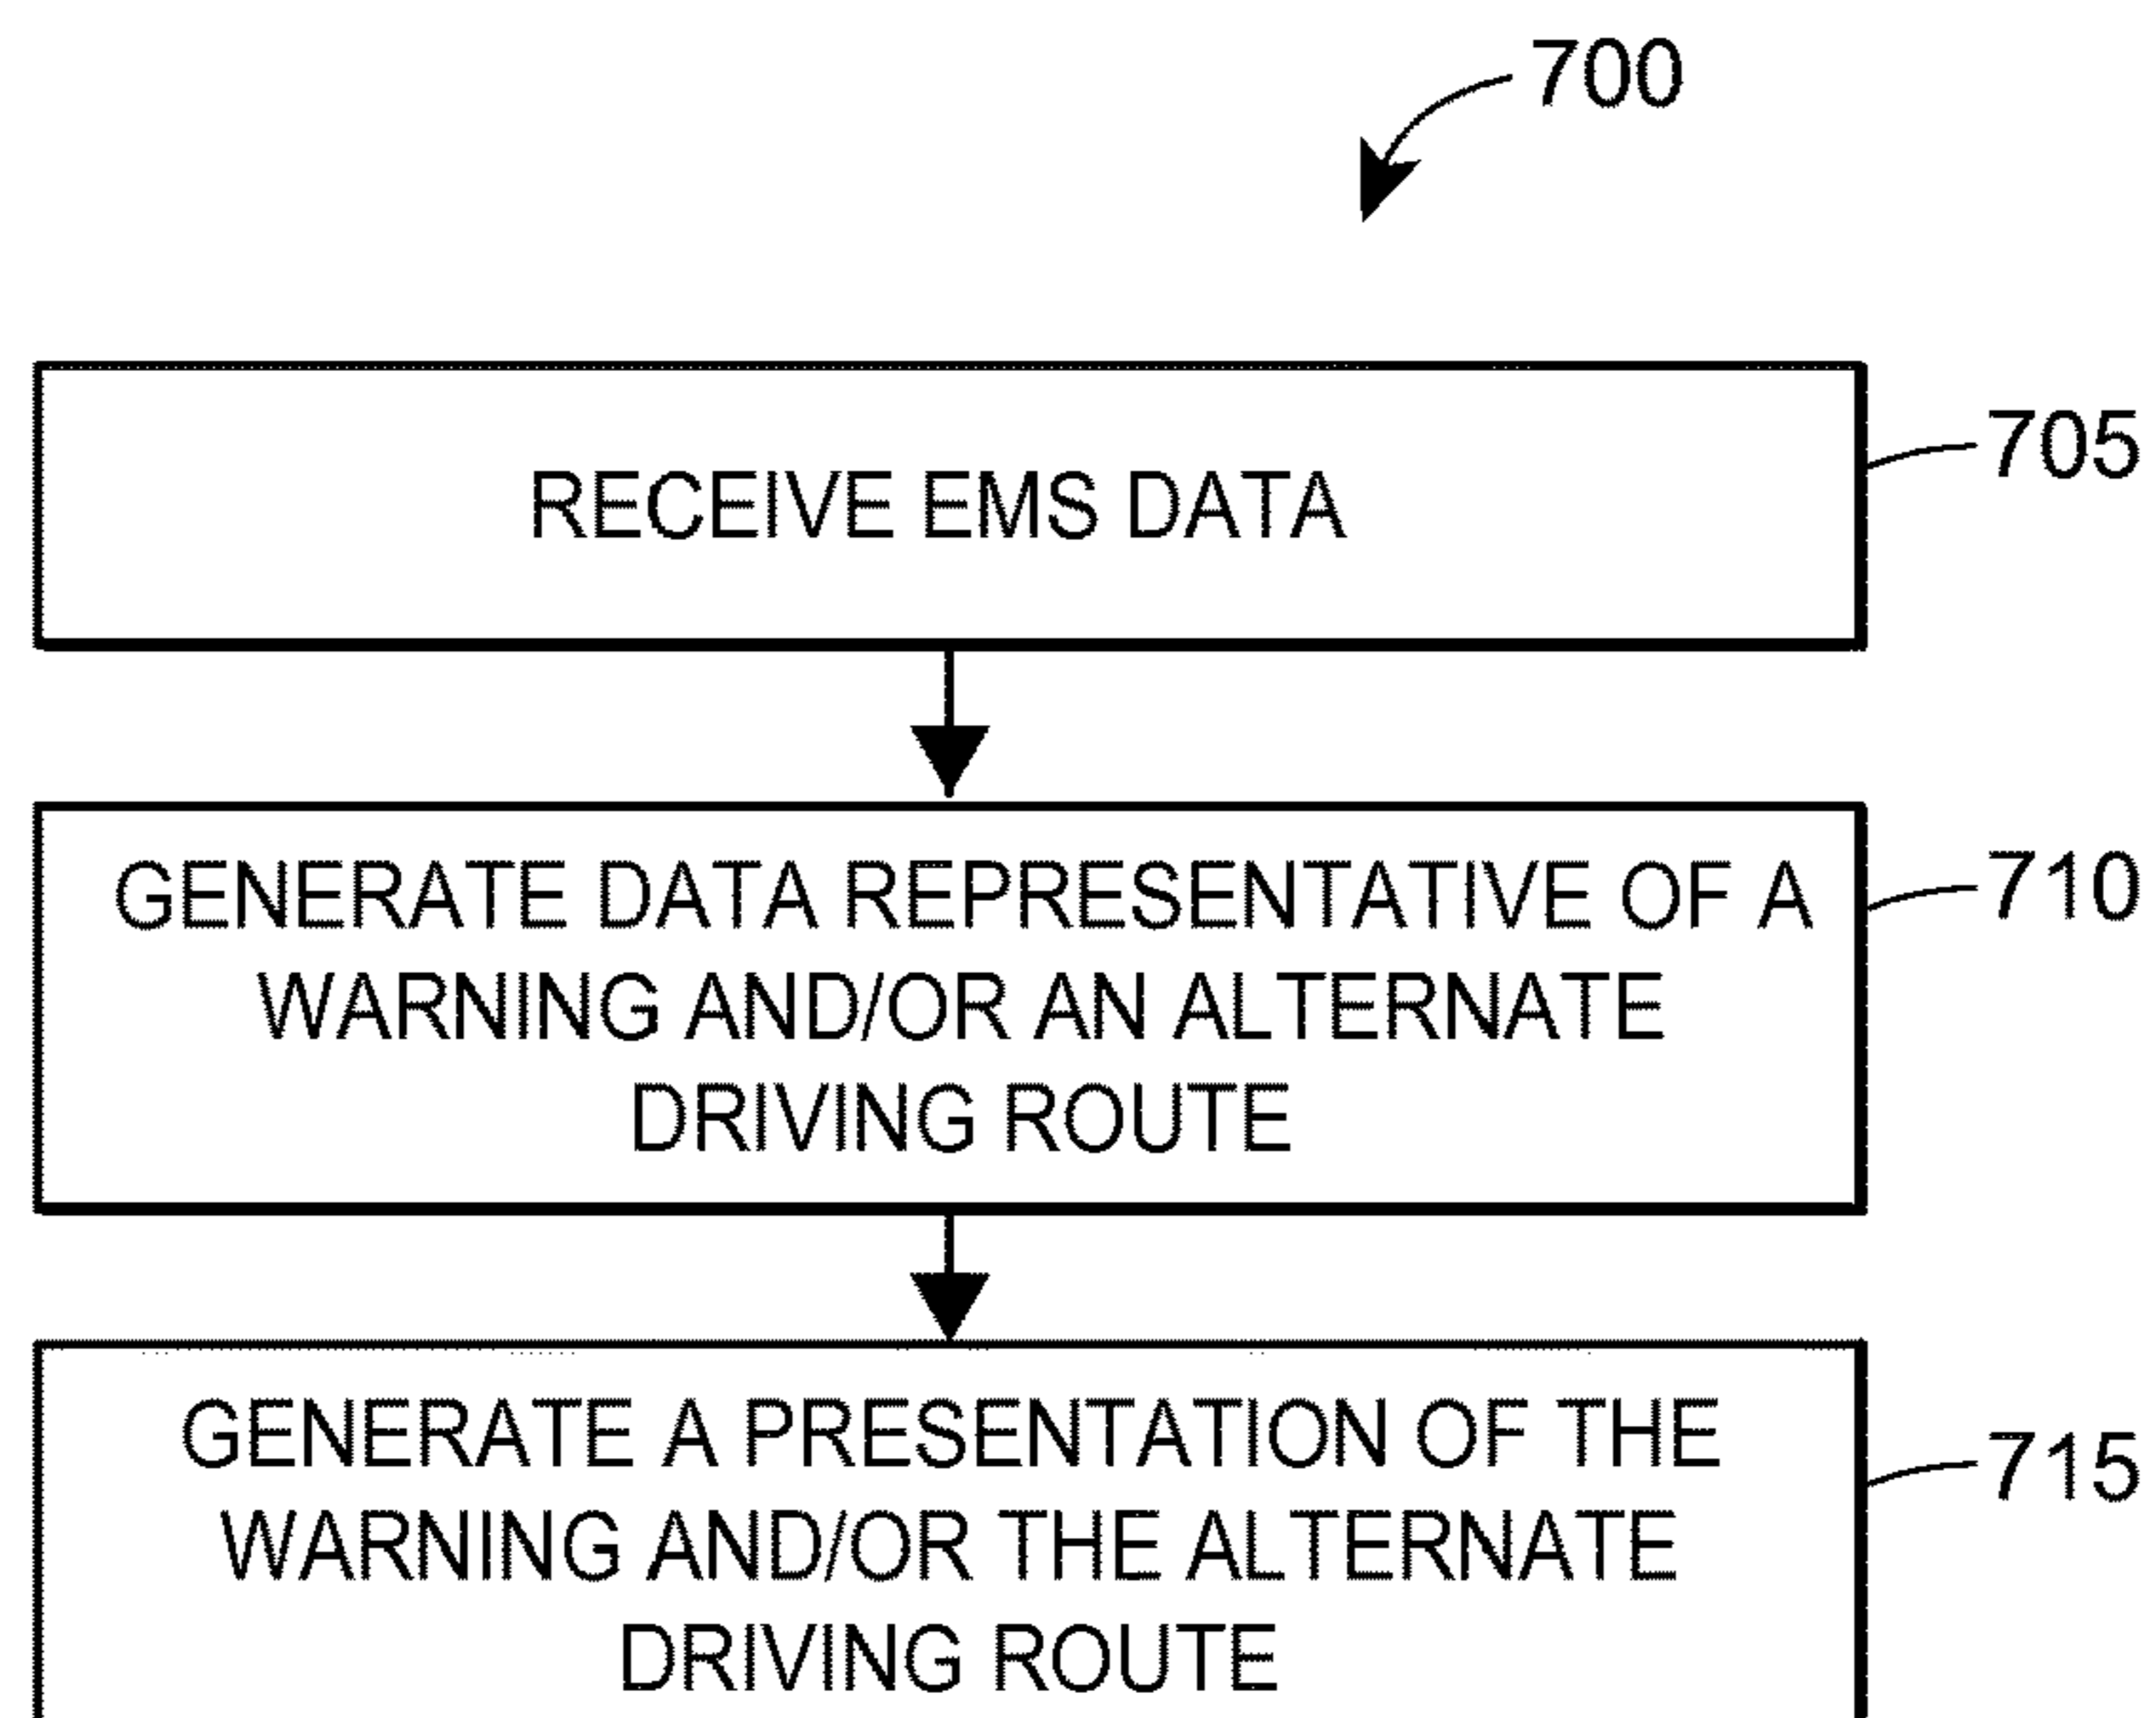 700
RECEIVE EMS DATA
705
GENERATE DATA REPRESENTATIVE OF A
WARNING AND/OR AN ALTERNATE
DRIVING ROUTE
710
GENERATE A PRESENTATION OF THE
WARNING AND/OR THE ALTERNATE
DRIVING ROUTE
715